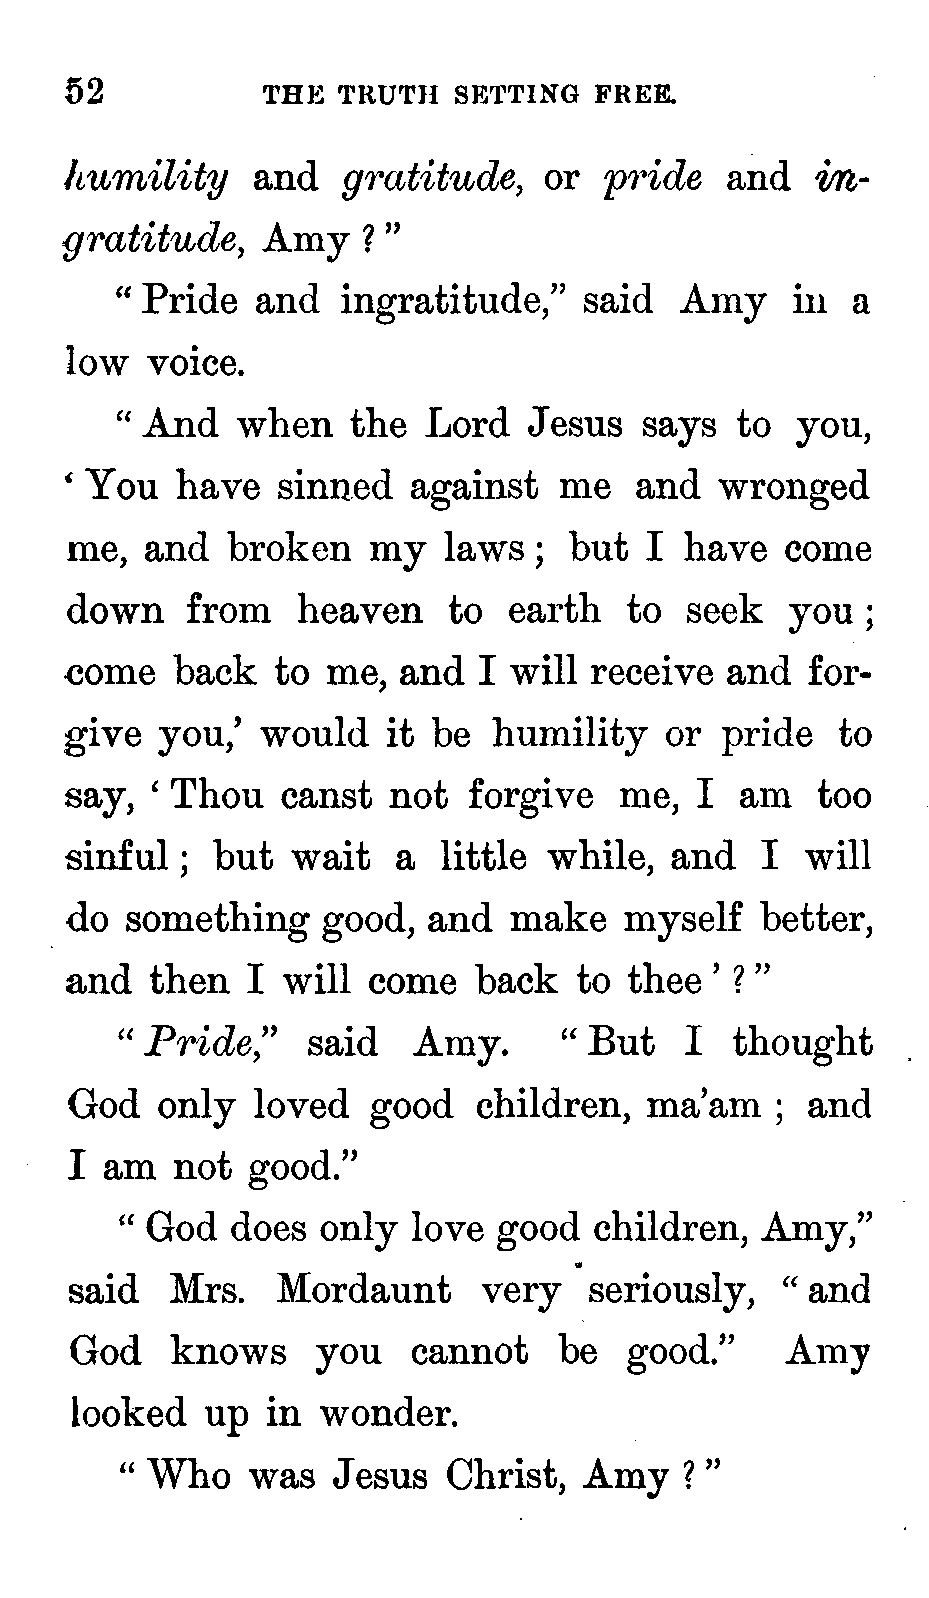 52 THE TRUTH SETTING FREE.
humility and gratitude, or pride and in-
gratitude, Amy ? ”
“ Pride and ingratitude,” said Amy in a
low voice.
“ And when the Lord Jesus says to you,
‘ You have sinned against me and wronged
me, and broken my laws ; but I have come
down from heaven to earth to seek you ;
come back to me, and I will receive and for-
give you,’ would it be humility or pride to
say, ‘ Thou canst not forgive me, I am too
sinful ; but wait a little while, and I will
do something good, and make myself better,
and then I will come back to thee ’ ? ”
“ Pride,” said Amy. “ But I thought
God only loved good children, ma’am ; and
I am not good.”
“ God does only love good children, Amy,”
said Mrs. Mordaunt very seriously, “ and
God knows you cannot be good.” Amy
looked up in wonder.
“ Who was Jesus Christ, Amy ? ”